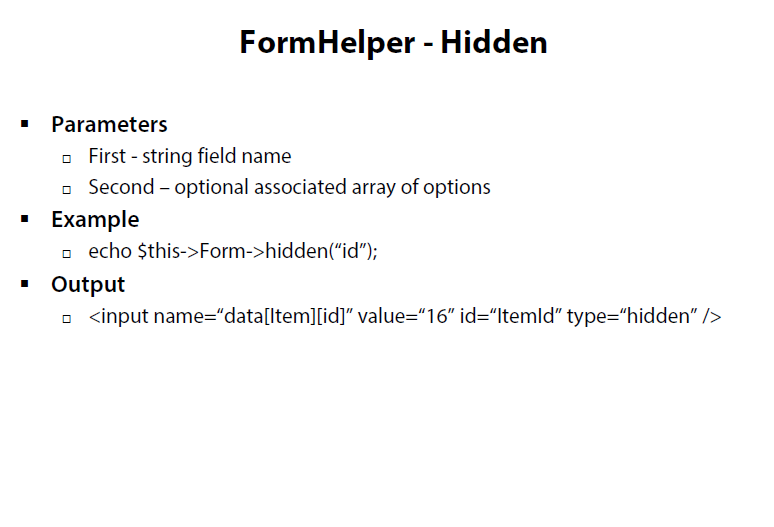 FormHelper - Hidden
▪ Parameters
▫ First - string field name
▫ Second – optional associated array of options
▪ Example
▫ echo $this->Form->hidden(“id”);
▪ Output
▫ <input name=“data[Item][id]” value=“16” id=“ItemId” type=“hidden” />